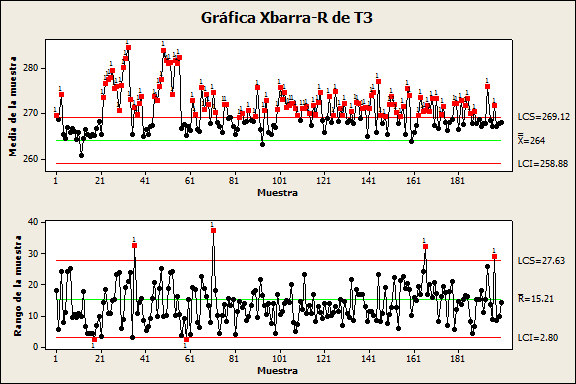 Gráfica Xbarra-R de T3
Media de la muestra
280
270
260
1
21
41
61
81
101
121
141
161
181
Muestra
LCS=269.12
X=264
LCI=258.88
Rango de la muestra
40
30
20
10
0
1
21
41
61
81
101
121
141
161
181
Muestra
LCS=27.63
R=15.21
LCI=2.80